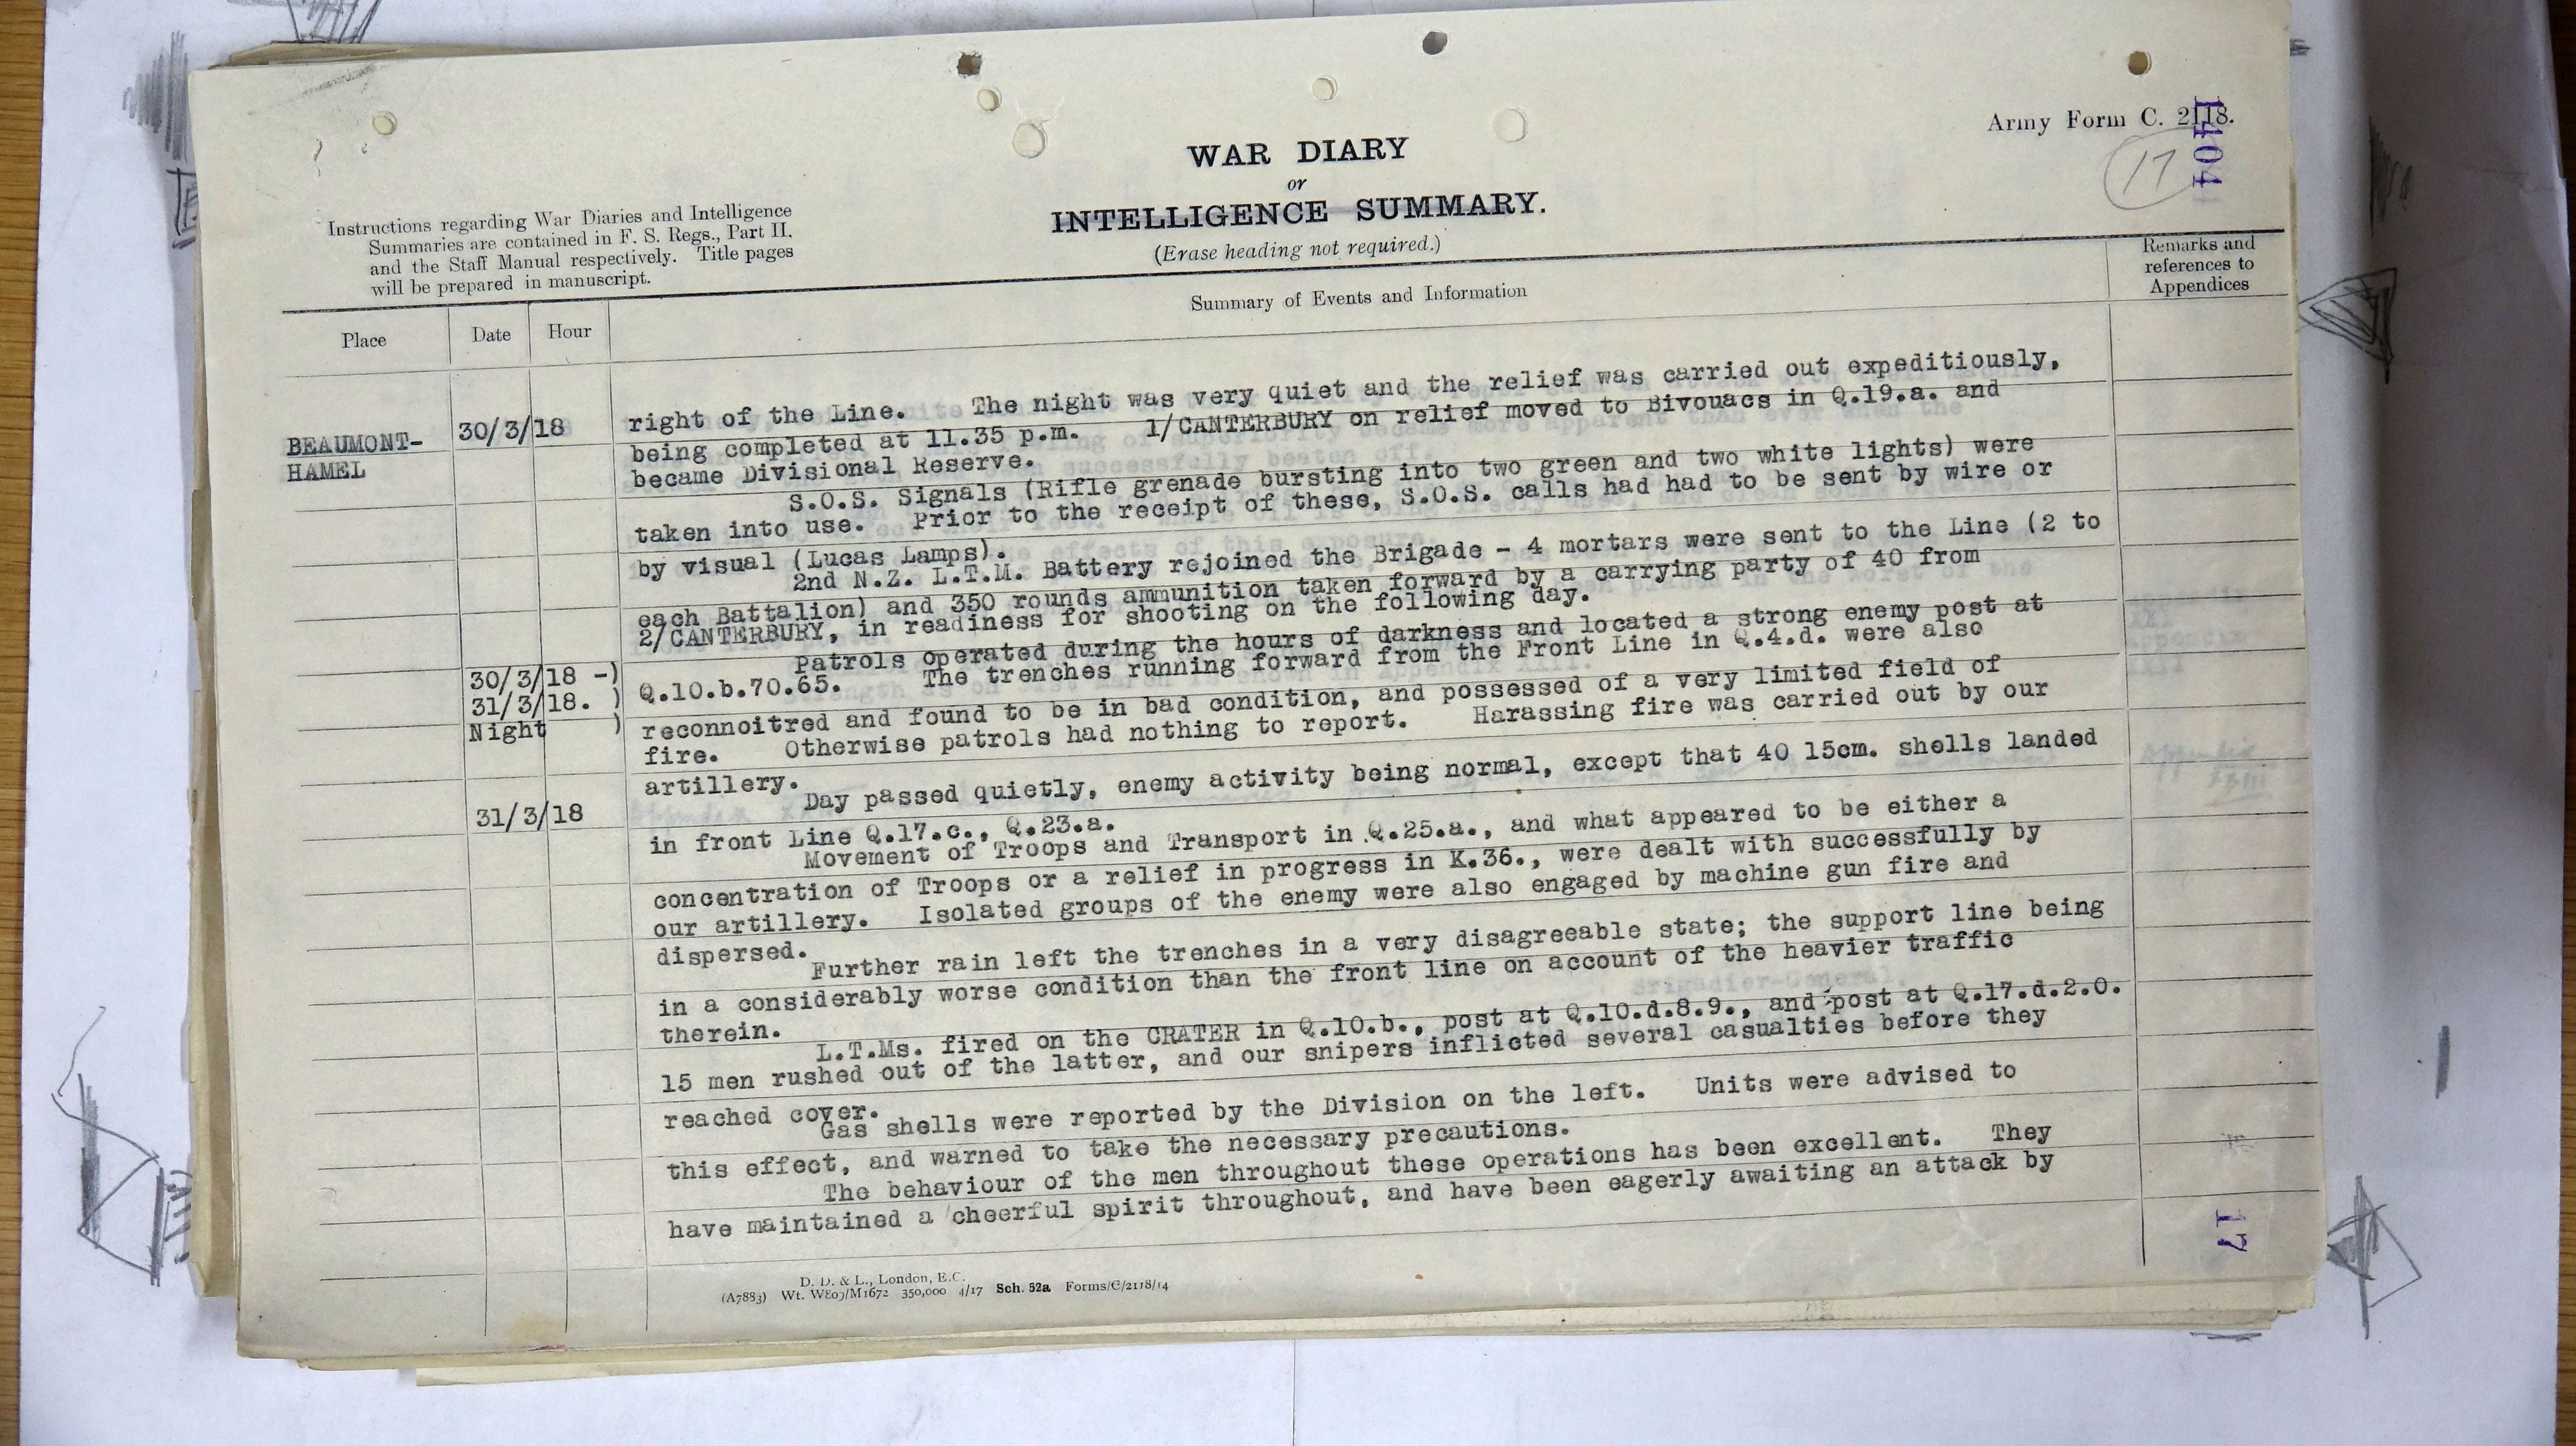 Army Form C. 2118.
1404
17
WAR DIARY
or
INTELLIGENCE SUMMARY.
(Erase heading not required.)
Instructions regarding War Diaries and Intelligence
Summaries are contained in F. S. Regs., Part II.
and the Staff Manual respectively. Title pages
will be prepared in manuscript.
Place
Date
Hour
Summary of Events and Information
Remarks and
references to
Appendices
BEAUMONT-
HAMEL
30/3/18
right of the Line. The night was very quiet and the relief was carried out expeditiously,
being completed at 11.35 p.m. 1/CANTERBURY on relief moved to Bivouacs in Q.19.a. and
became Divisional Reserve.
S.O.S. Signals (Rifle grenade bursting into two green and two white lights) were
taken into use. Prior to the receipt of these, S.O.S. calls had had to be sent by wire or
by visual (Lucas Lamps).
2nd N.Z. L.T.M. Battery rejoined the Brigade - 4 mortars were sent to the Line (2 to
each Battalion) and 350 rounds ammunition taken forward by a carrying party of 40 from
2/CANTERBURY, in readiness for shooting on the following day.
30/3/18 -)
31/3/18. )
Night )
Patrols operated during the hours of darkness and located a strong enemy post at
Q.10.b.70.65. The trenches running forward from the Front Line in Q.4.d. were also
reconnoitred and found to be in bad condition, and possessed of a very limited field of
fire. Otherwise patrols had nothing to report. Harassing fire was carried out by our
artillery.
31/3/18
Day passed quietly, enemy activity being normal, except that 40 15cm. shells landed
in front Line Q.17.c., Q.23.a.
Movement of Troops and Transport in Q.25.a., and what appeared to be either a
concentration of Troops or a relief in progress in K.36., were dealt with successfully by
our artillery. Isolated groups of the enemy were also engaged by machine gun fire and
dispersed.
Further rain left the trenches in a very disagreeable state; the support line being
in a considerably worse condition than the front line on account of the heavier traffic
therein.
L.T.Ms. fired on the CRATER in Q.10.b., post at Q.10.d.8.9., and post at Q.17.d.2.0.
15 men rushed out of the latter, and our snipers inflicted several casualties before they
reached cover.
Gas shells were reported by the Division on the left. Units were advised to
this effect, and warned to take the necessary precautions.
The behaviour of the men throughout these operations has been excellent. They
have maintained a cheerful spirit throughout, and have been eagerly awaiting an attack by
17
D. D. & L., London, E.C.
(A7883) Wt. W809/M1672 350,000 4/17 Sch. 52a Forms/C/2118/14